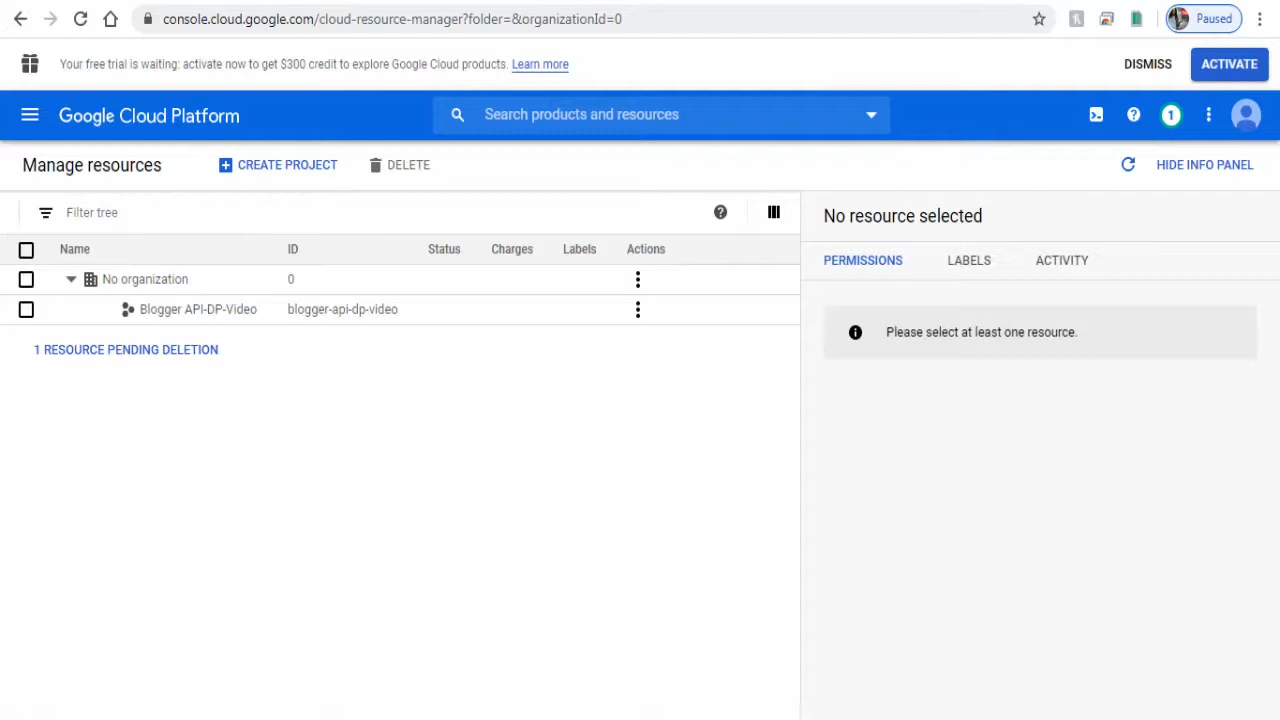 console.cloud.google.com/cloud-resource-manager?folder=&organizationId=0
Paused
Your free trial is waiting: activate now to get $300 credit to explore Google Cloud products. Learn more
DISMISS
ACTIVATE
Google Cloud Platform
Search products and resources
1
Manage resources
CREATE PROJECT
DELETE
HIDE INFO PANEL
Filter tree
Name ID Status Charges Labels Actions
No organization 0
Blogger API-DP-Video blogger-api-dp-video
1 RESOURCE PENDING DELETION
No resource selected
PERMISSIONS LABELS ACTIVITY
Please select at least one resource.